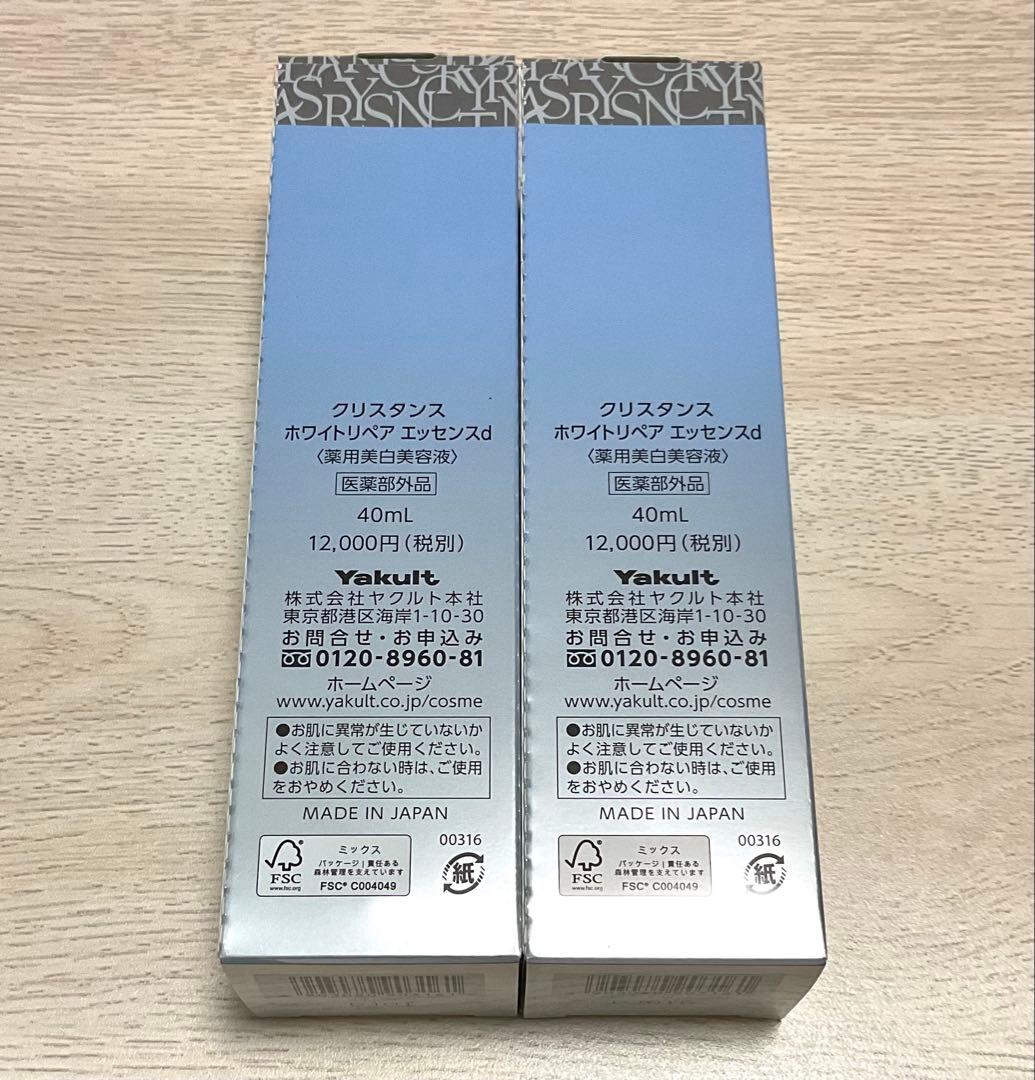 クリスタンス
ホワイトリペア エッセンスd
〈薬用美白美容液〉
医薬部外品
40mL
12,000円(税別)
Yakult
株式会社ヤクルト本社
東京都港区海岸1-10-30
お問合せ・お申込み
0120-8960-81
ホームページ
www.yakult.co.jp/cosme
●お肌に異常が生じていないか
よく注意してご使用ください。
●お肌に合わない時は、ご使用
をおやめください。
MADE IN JAPAN
00316
ミックス
パッケージ|責任ある
森林管理を支えています
FSC® C004049
FSC
www.fsc.org
紙
クリスタンス
ホワイトリペア エッセンスd
〈薬用美白美容液〉
医薬部外品
40mL
12,000円(税別)
Yakult
株式会社ヤクルト本社
東京都港区海岸1-10-30
お問合せ・お申込み
0120-8960-81
ホームページ
www.yakult.co.jp/cosme
●お肌に異常が生じていないか
よく注意してご使用ください。
●お肌に合わない時は、ご使用
をおやめください。
MADE IN JAPAN
00316
ミックス
パッケージ|責任ある
森林管理を支えています
FSC® C004049
FSC
www.fsc.org
紙